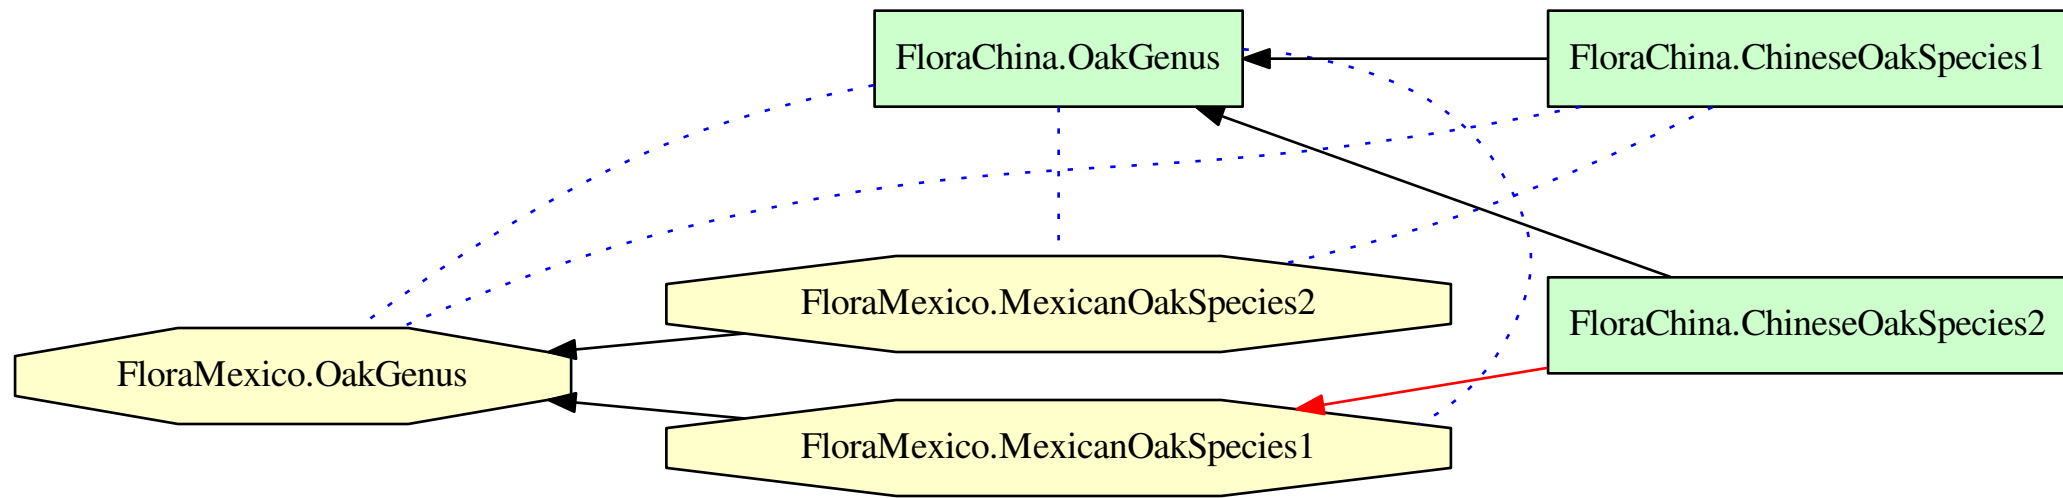 FloraChina.OakGenus
FloraChina.ChineseOakSpecies1
FloraMexico.MexicanOakSpecies2
FloraChina.ChineseOakSpecies2
FloraMexico.OakGenus
FloraMexico.MexicanOakSpecies1